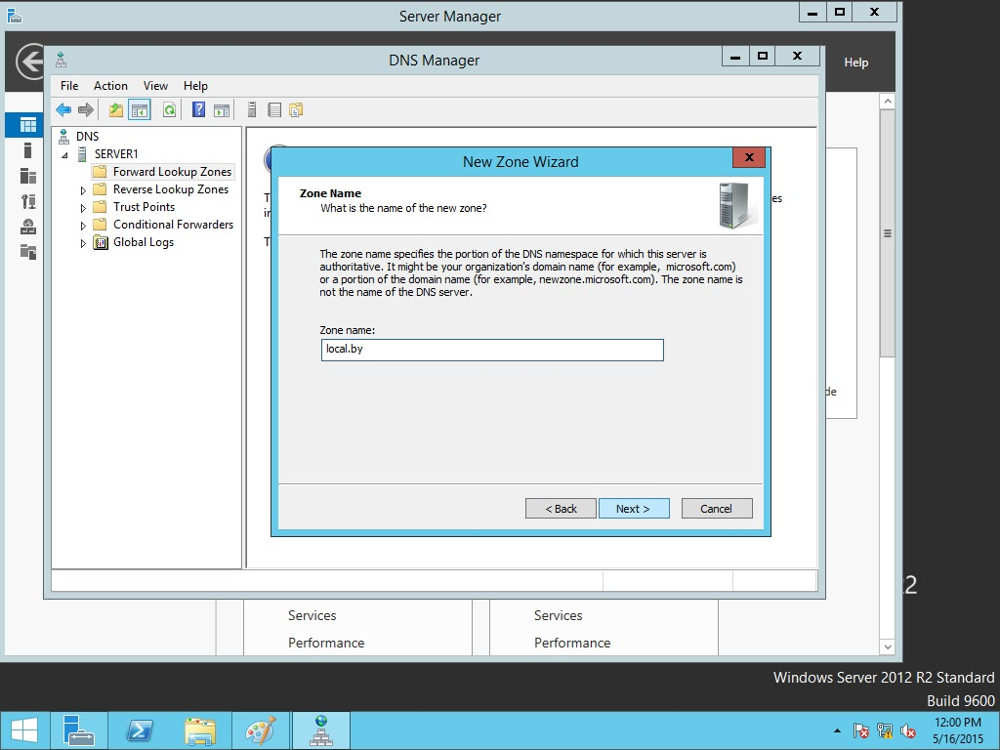 Server Manager
Help
DNS Manager
File Action View Help
DNS
SERVER1
Forward Lookup Zones
Reverse Lookup Zones
Trust Points
Conditional Forwarders
Global Logs
New Zone Wizard
Zone Name
What is the name of the new zone?
The zone name specifies the portion of the DNS namespace for which this server is
authoritative. It might be your organization's domain name (for example, microsoft.com)
or a portion of the domain name (for example, newzone.microsoft.com). The zone name is
not the name of the DNS server.
Zone name:
local.by
< Back Next > Cancel
Services Services
Performance Performance
R2
Windows Server 2012 R2 Standard
Build 9600
12:00 PM
5/16/2015